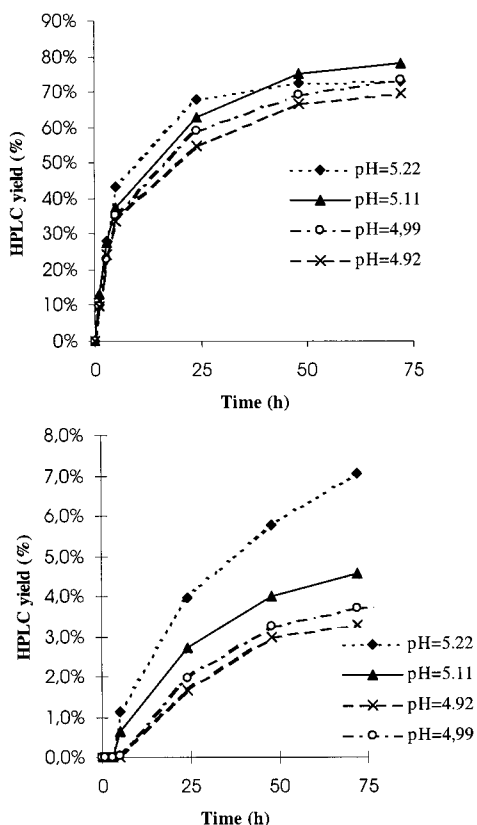 90%
80%
70%
60%
50%
40%
30%
20%
10%
0%
HPLC yield (%)
pH=5.22
pH=5.11
pH=4,99
pH=4.92
0
25
50
75
Time (h)
8,0%
7,0%
6,0%
5,0%
4,0%
3,0%
2,0%
1,0%
0,0%
HPLC yield (%)
pH=5.22
pH=5.11
pH=4.92
pH=4,99
0
25
50
75
Time (h)